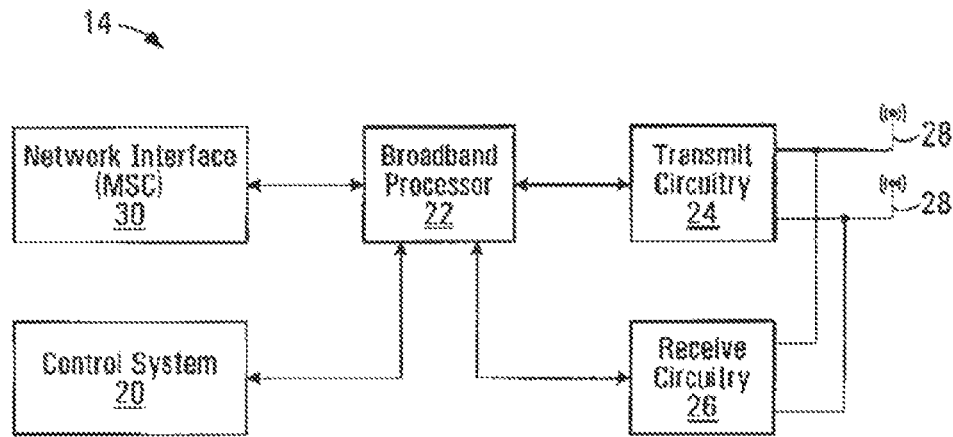 14
Network Interface
(MSC)
30
Broadband
Processor
22
Transmit
Circuitry
24
28
28
Control System
20
Receive
Circuitry
26